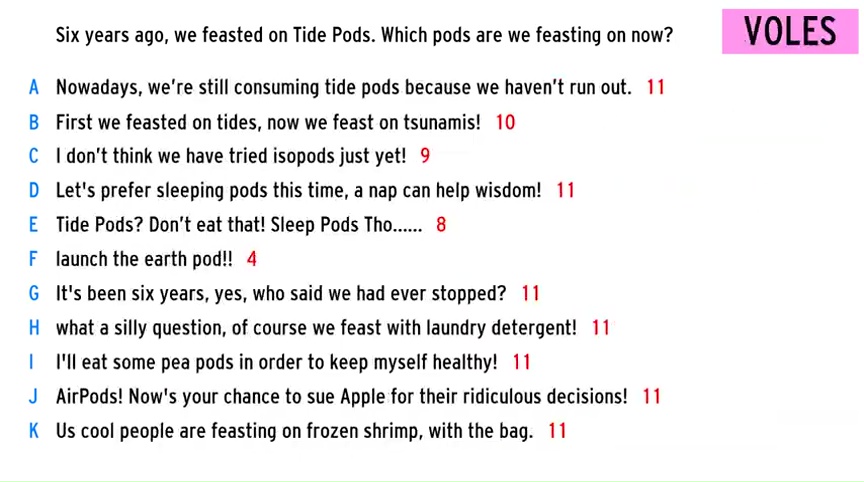 Six years ago, we feasted on Tide Pods. Which pods are we feasting on now?
VOLES
A Nowadays, we're still consuming tide pods because we haven't run out. 11
B First we feasted on tides, now we feast on tsunamis! 10
C I don't think we have tried isopods just yet! 9
D Let's prefer sleeping pods this time, a nap can help wisdom! 11
E Tide Pods? Don't eat that! Sleep Pods Tho...... 8
F launch the earth pod!! 4
G It's been six years, yes, who said we had ever stopped? 11
H what a silly question, of course we feast with laundry detergent! 11
I I'll eat some pea pods in order to keep myself healthy! 11
J AirPods! Now's your chance to sue Apple for their ridiculous decisions! 11
K Us cool people are feasting on frozen shrimp, with the bag. 11